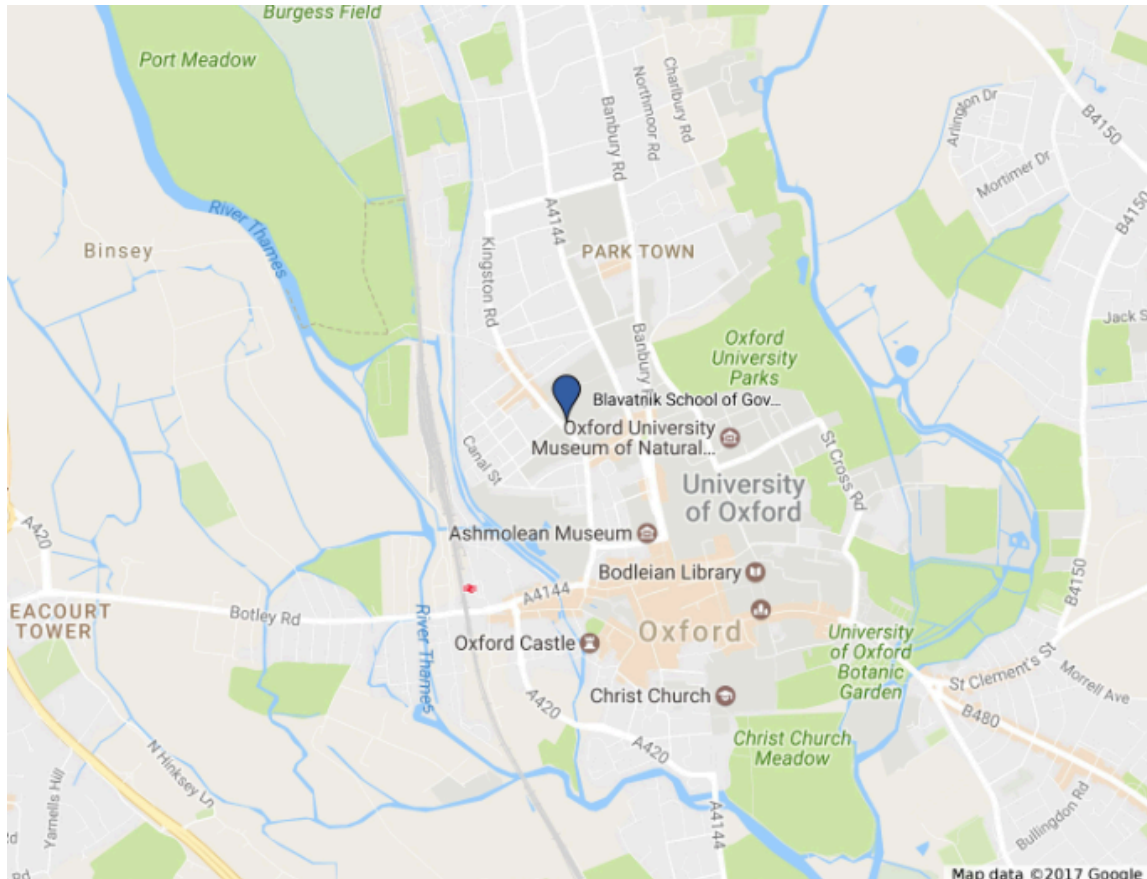 Burgess Field
Port Meadow
Charlbury Rd
Northmoor Rd
Banbury Rd
Arlington Dr
B4150
Mortimer Dr
B4150
River Thames
A4144
Binsey
Kingston Rd
PARK TOWN
Jack S
Banbury R
Oxford
University
Parks
Blavatnik School of Gov...
Oxford University
Museum of Natural...
Canal St
St Cross Rd
University
of Oxford
A420
Ashmolean Museum
Bodleian Library
B4150
A4144
EACOURT
TOWER
Botley Rd
Oxford
Oxford Castle
University
of Oxford
Botanic
Garden
River Thames
St Clement's St
Morrell Ave
Christ Church
A420
B480
A420
Christ Church
Meadow
N Hinksey Ln
Yarnells Hill
A4144
Bullingdon Rd
Rd
Map data ©2017 Google